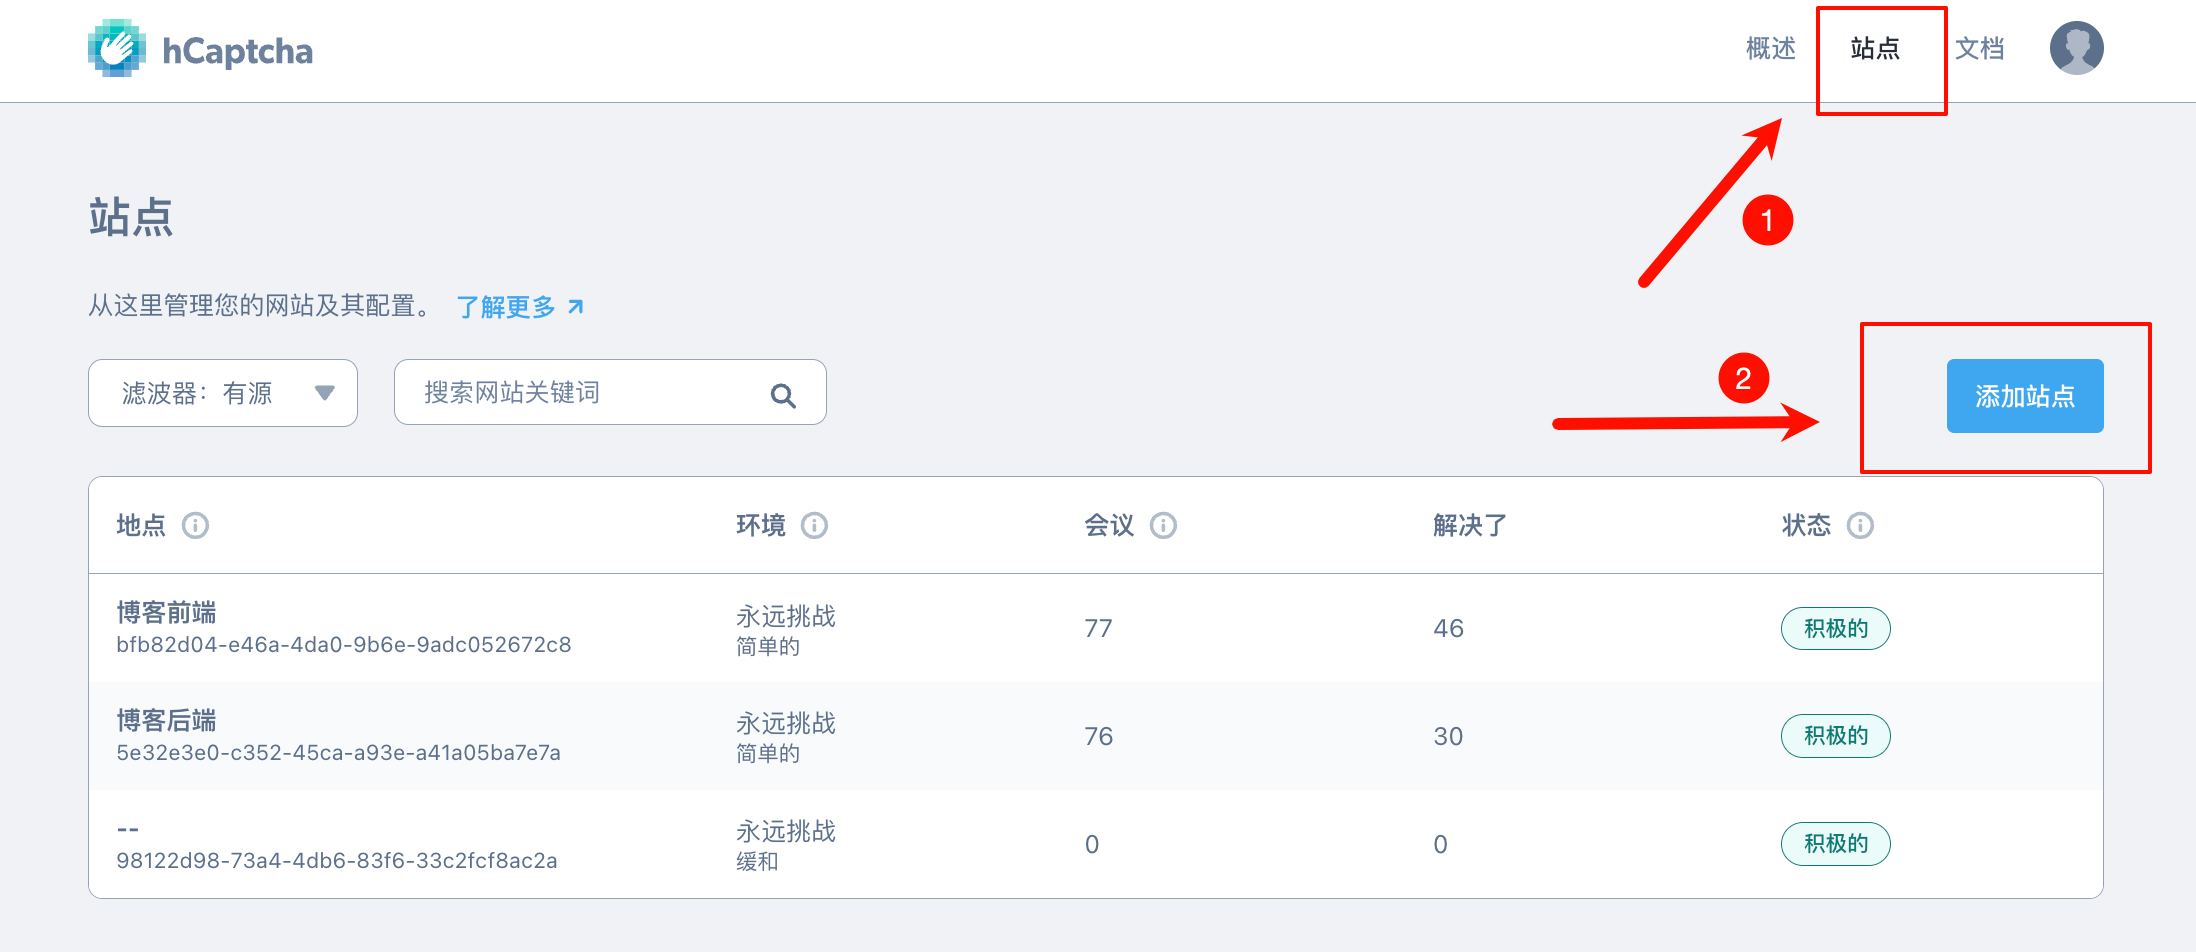 hCaptcha
概述
站点
文档
1
站点
从这里管理您的网站及其配置。 了解更多
2
滤波器：有源
搜索网站关键词
添加站点
地点 环境 会议 解决了 状态
博客前端
bfb82d04-e46a-4da0-9b6e-9adc052672c8
永远挑战
简单的
77
46
积极的
博客后端
5e32e3e0-c352-45ca-a93e-a41a05ba7e7a
永远挑战
简单的
76
30
积极的
--
98122d98-73a4-4db6-83f6-33c2fcf8ac2a
永远挑战
缓和
0
0
积极的